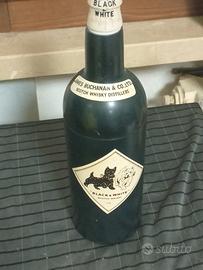 BLACK
WHITE
JAMES BUCHANAN & CO. LTD.
SCOTCH WHISKY DISTILLERS
BLACK & WHITE
subito